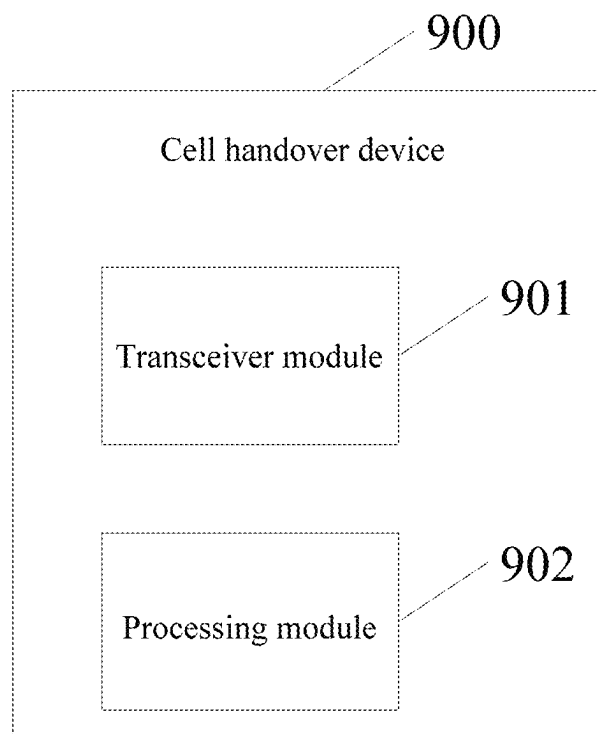 900
Cell handover device
901
Transceiver module
902
Processing module